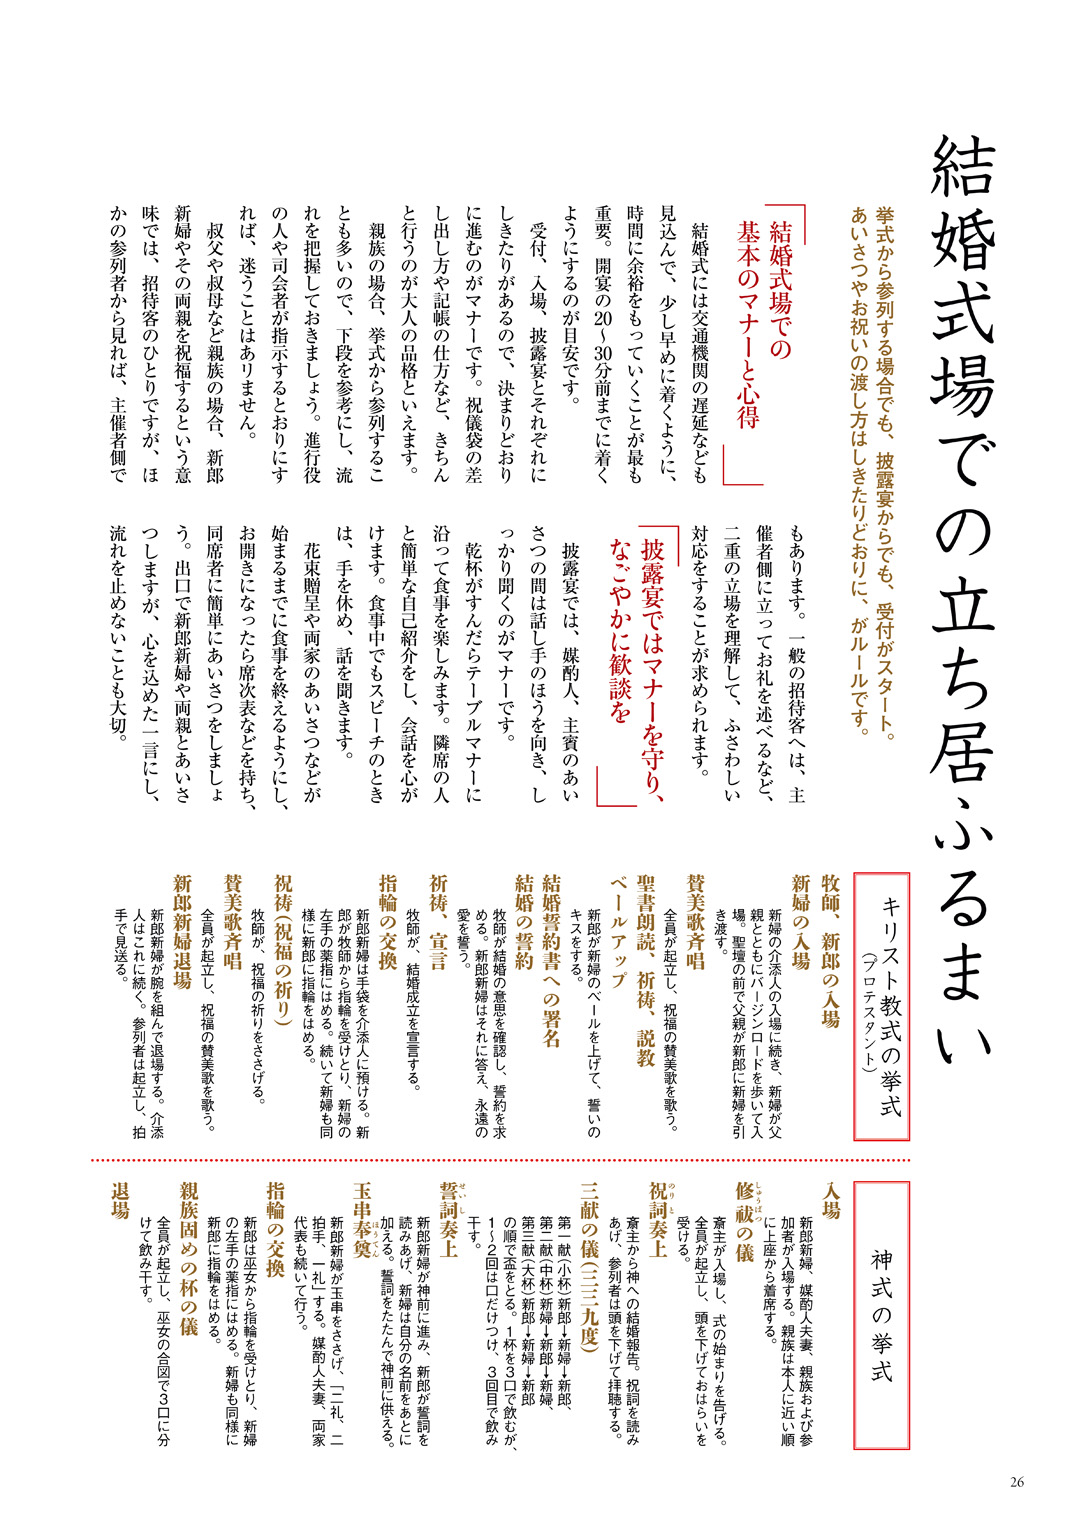 結婚式場での立ち居ふるまい
挙式から参列する場合でも、披露宴からでも、受付がスタート。
あいさつやお祝いの渡し方はしきたりどおりに、がルールです。
結婚式場での
基本のマナーと心得
結婚式には交通機関の遅延なども
見込んで、少し早めに着くように、
時間に余裕をもっていくことが最も
重要。開宴の20〜30分前までに着く
ようにするのが目安です。
受付、入場、披露宴とそれぞれに
しきたりがあるので、決まりどおり
に進むのがマナーです。祝儀袋の差
し出し方や記帳の仕方など、きちん
と行うのが大人の品格といえます。
親族の場合、挙式から参列するこ
とも多いので、下段を参考にし、流
れを把握しておきましょう。進行役
の人や司会者が指示するとおりにす
れば、迷うことはありません。
叔父や叔母など親族の場合、新郎
新婦やその両親を祝福するという意
味では、招待客のひとりですが、ほ
かの参列者から見れば、主催者側で
もあります。一般の招待客へは、主
催者側に立ってお礼を述べるなど、
二重の立場を理解して、ふさわしい
対応をすることが求められます。
披露宴ではマナーを守り、
なごやかに歓談を
披露宴では、媒酌人、主賓のあい
さつの間は話し手のほうを向き、し
っかり聞くのがマナーです。
乾杯がすんだらテーブルマナーに
沿って食事を楽しみます。隣席の人
と簡単な自己紹介をし、会話を心が
けます。食事中でもスピーチのとき
は、手を休め、話を聞きます。
花束贈呈や両家のあいさつなどが
始まるまでに食事を終えるようにし、
お開きになったら席次表などを持ち、
同席者に簡単にあいさつをしましょ
う。出口で新郎新婦や両親とあいさ
つしますが、心を込めた一言にし、
流れを止めないことも大切。
キリスト教式の挙式
（プロテスタント）
牧師、新郎の入場
新婦の入場
新婦の介添人の入場に続き、新婦が父
親とともにバージンロードを歩いて入
場。聖壇の前で父親が新郎に新婦を引
き渡す。
賛美歌斉唱
全員が起立し、祝福の賛美歌を歌う。
聖書朗読、祈祷、説教
ベールアップ
新郎が新婦のベールを上げて、誓いの
キスをする。
結婚誓約書への署名
結婚の誓約
牧師が結婚の意思を確認し、誓約を求
める。新郎新婦はそれに答え、永遠の
愛を誓う。
祈祷、宣言
牧師が、結婚成立を宣言する。
指輪の交換
新郎新婦は手袋を介添人に預ける。新
郎が牧師から指輪を受けとり、新婦の
左手の薬指にはめる。続いて新婦も同
様に新郎に指輪をはめる。
祝祷（祝福の祈り）
牧師が、祝福の祈りをささげる。
賛美歌斉唱
全員が起立し、祝福の賛美歌を歌う。
新郎新婦退場
新郎新婦が腕を組んで退場する。介添
人はこれに続く。参列者は起立し、拍
手で見送る。
神式の挙式
入場
新郎新婦、媒酌人夫妻、親族および参
加者が入場する。親族は本人に近い順
に上座から着席する。
修祓の儀
しゅうばつ
斎主が入場し、式の始まりを告げる。
全員が起立し、頭を下げておはらいを
受ける。
祝詞奏上
のりと
斎主から神への結婚報告。祝詞を読み
あげ、参列者は頭を下げて拝聴する。
三献の儀（三三九度）
第一献（小杯）新郎→新婦→新郎、
第二献（中杯）新婦→新郎→新婦、
第三献（大杯）新郎→新婦→新郎
の順で盃をとる。1杯を3口で飲むが、
1〜2回は口だけつけ、3回目で飲み
干す。
誓詞奏上
せいし
新郎新婦が神前に進み、新郎が誓詞を
読みあげ、新婦は自分の名前をあとに
加える。誓詞をたたんで神前に供える。
玉串奉奠
ほうてん
新郎新婦が玉串をささげ、「二礼、二
拍手、一礼」する。媒酌人夫妻、両家
代表も続いて行う。
指輪の交換
新郎は巫女から指輪を受けとり、新婦
の左手の薬指にはめる。新婦も同様に
新郎に指輪をはめる。
親族固めの杯の儀
全員が起立し、巫女の合図で3口に分
けて飲み干す。
退場
26